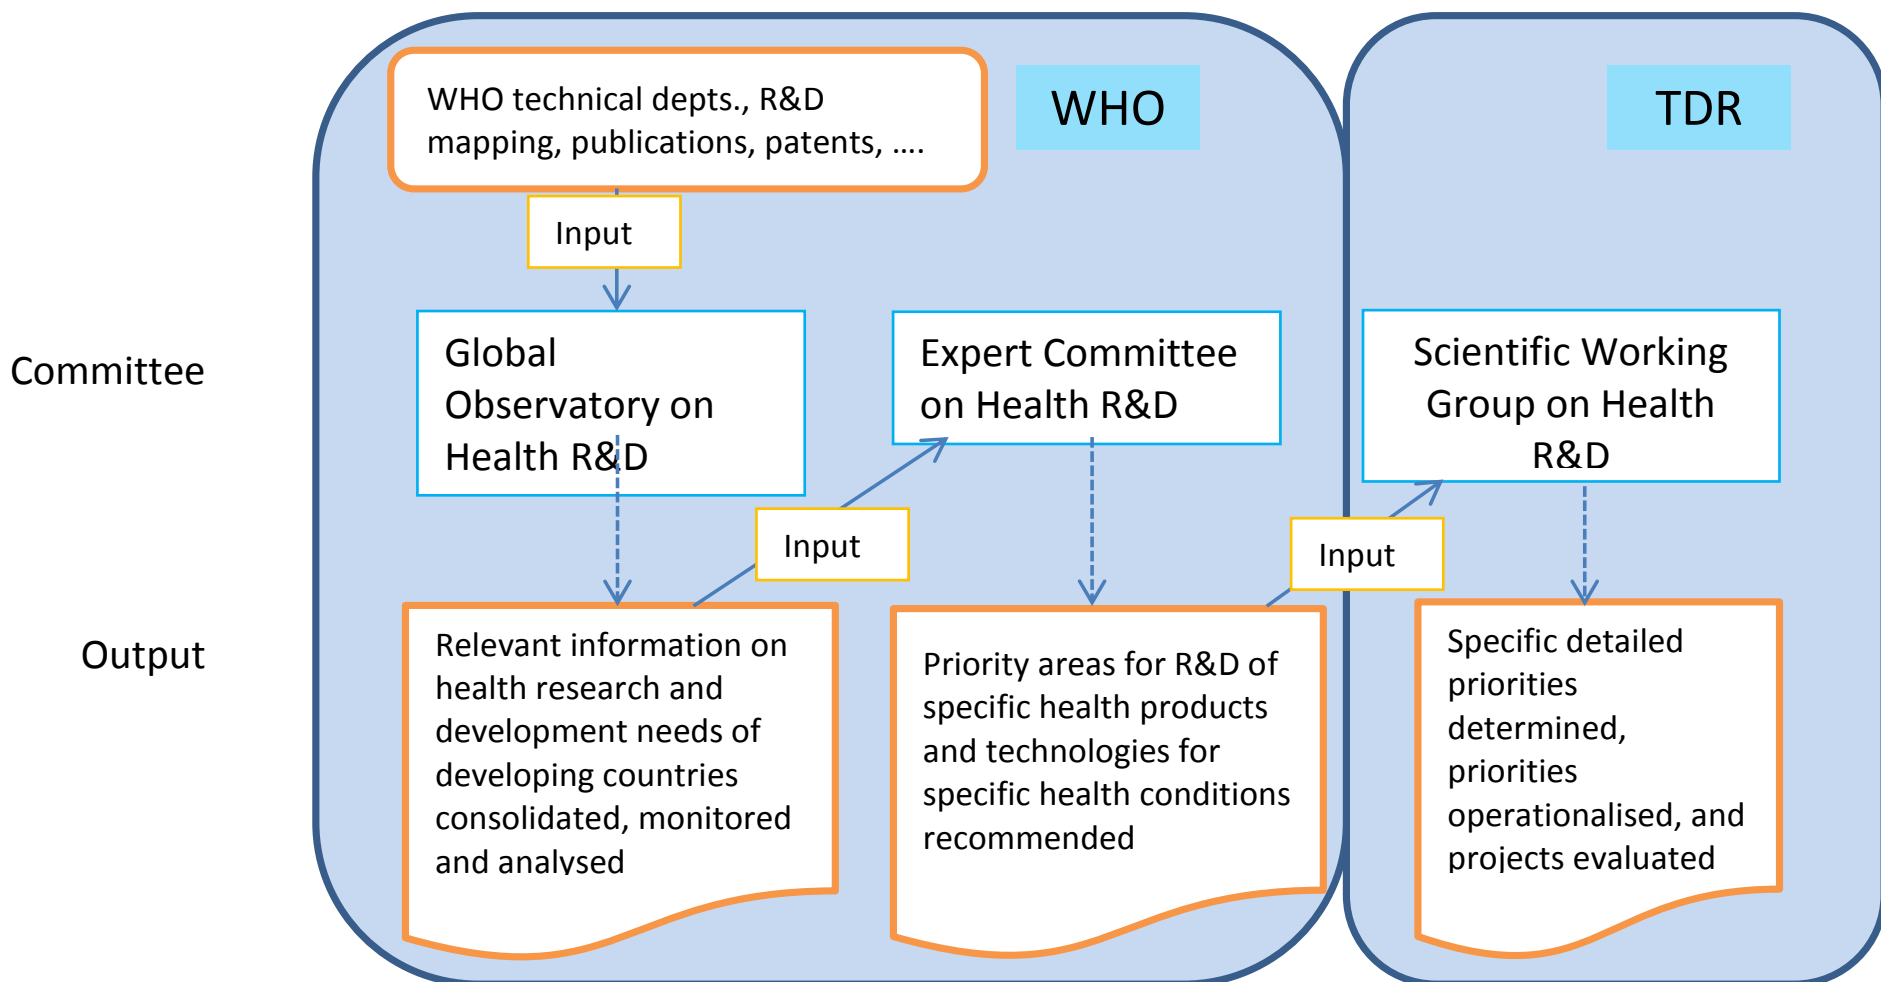 WHO technical depts., R&D
mapping, publications, patents, ....
WHO
TDR
Input
Committee
Global
Observatory on
Health R&D
Expert Committee
on Health R&D
Scientific Working
Group on Health
R&D
Input
Input
Output
Relevant information on
health research and
development needs of
developing countries
consolidated, monitored
and analysed
Priority areas for R&D of
specific health products
and technologies for
specific health conditions
recommended
Specific detailed
priorities
determined,
priorities
operationalised, and
projects evaluated